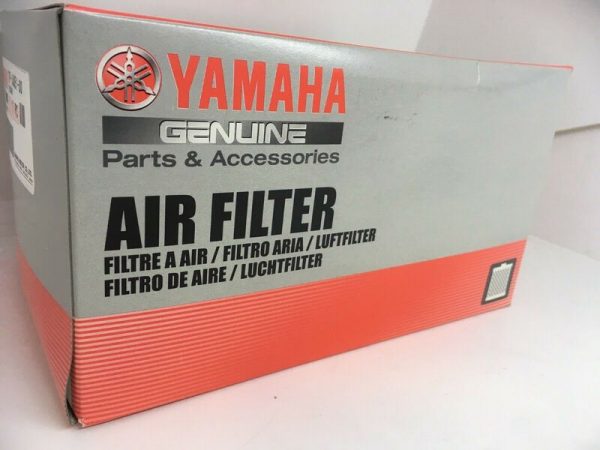 YAMAHA
GENUINE
Parts & Accessories
AIR FILTER
FILTRE A AIR / FILTRO ARIA / LUFTFILTER
FILTRO DE AIRE / LUCHTFILTER